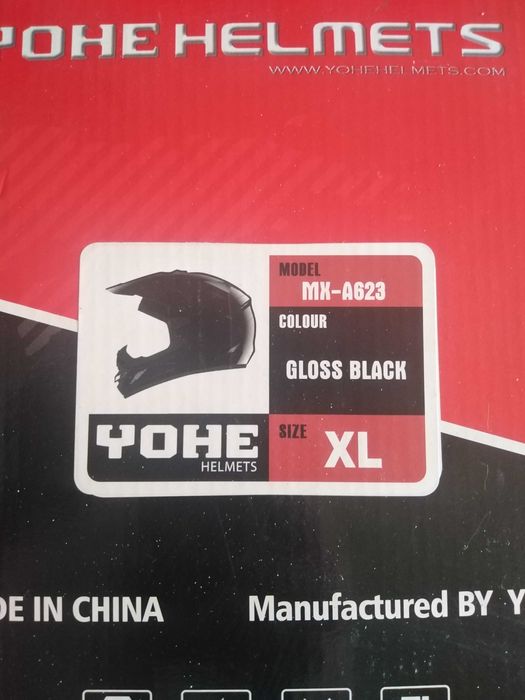 YOHE HELMETS
WWW.YOHEHELMETS.COM
MODEL
MX-A623
COLOUR
GLOSS BLACK
YOHE
HELMETS
SIZE
XL
DE IN CHINA
Manufactured BY Y